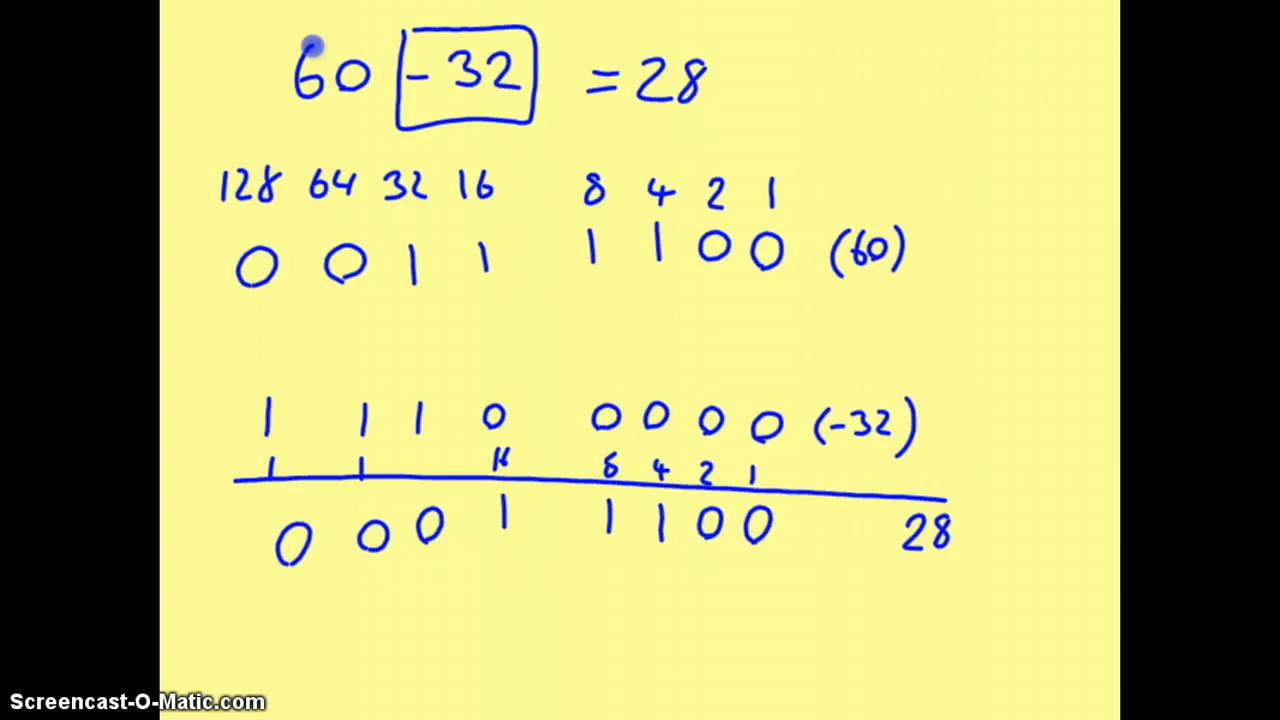 60 - 32 = 28
128 64 32 16 8 4 2 1
0 0 1 1 1 1 0 0 (60)
1 1 1 0 0 0 0 0 (-32)
1 1 16 8 4 2 1
0 0 0 1 1 1 0 0 28
Screencast-O-Matic.com